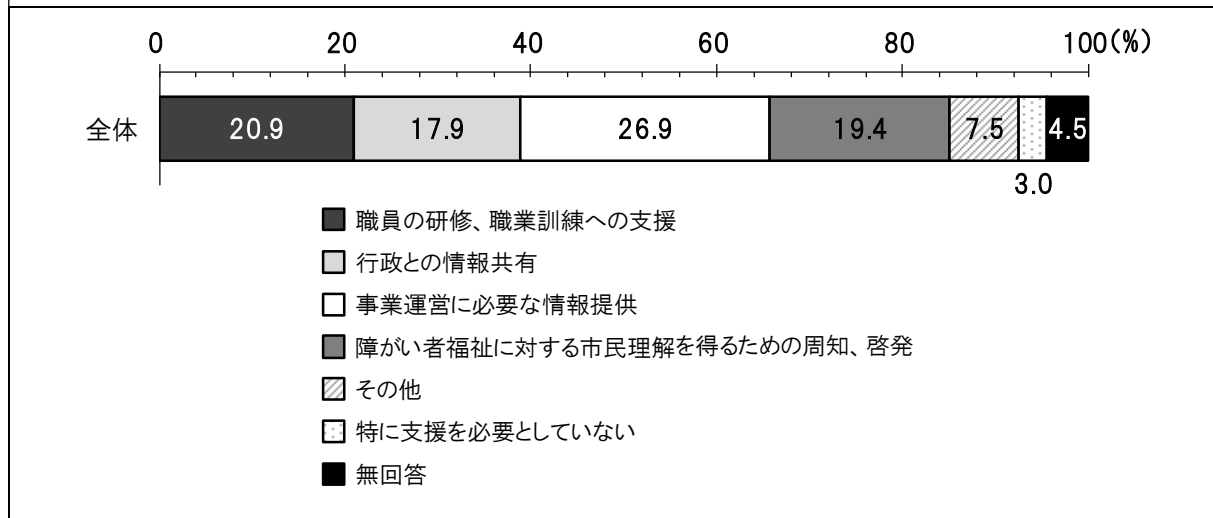 0 20 40 60 80 100(%)
全体 20.9 17.9 26.9 19.4 7.5 4.5
3.0
職員の研修、職業訓練への支援
行政との情報共有
事業運営に必要な情報提供
障がい者福祉に対する市民理解を得るための周知、啓発
その他
特に支援を必要としていない
無回答